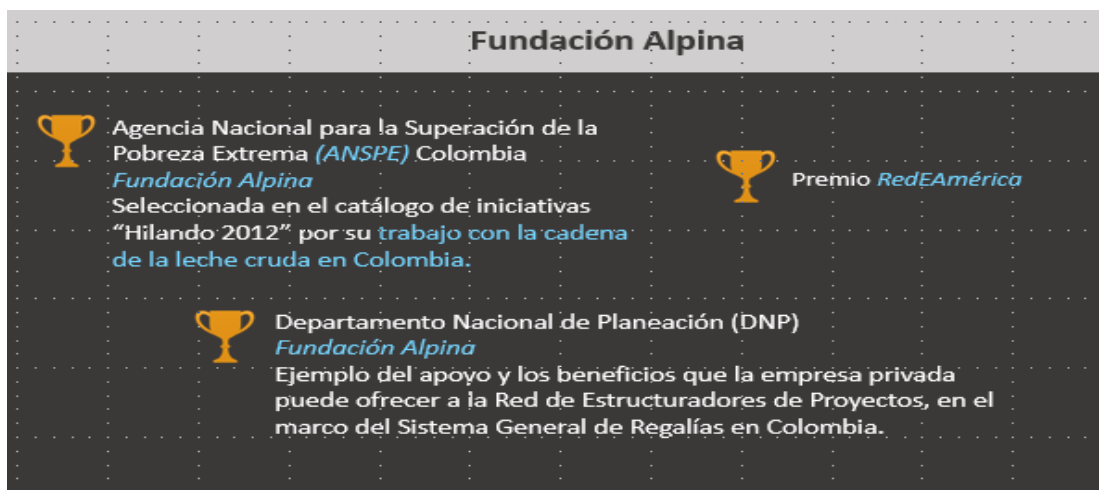 Fundación Alpina
Agencia Nacional para la Superación de la
Pobreza Extrema (ANSPE) Colombia
Fundación Alpina
Seleccionada en el catálogo de iniciativas
“Hilando 2012” por su trabajo con la cadena
de la leche cruda en Colombia.
Premio RedEAmérica
Departamento Nacional de Planeación (DNP)
Fundación Alpina
Ejemplo del apoyo y los beneficios que la empresa privada
puede ofrecer a la Red de Estructuradores de Proyectos, en el
marco del Sistema General de Regalías en Colombia.